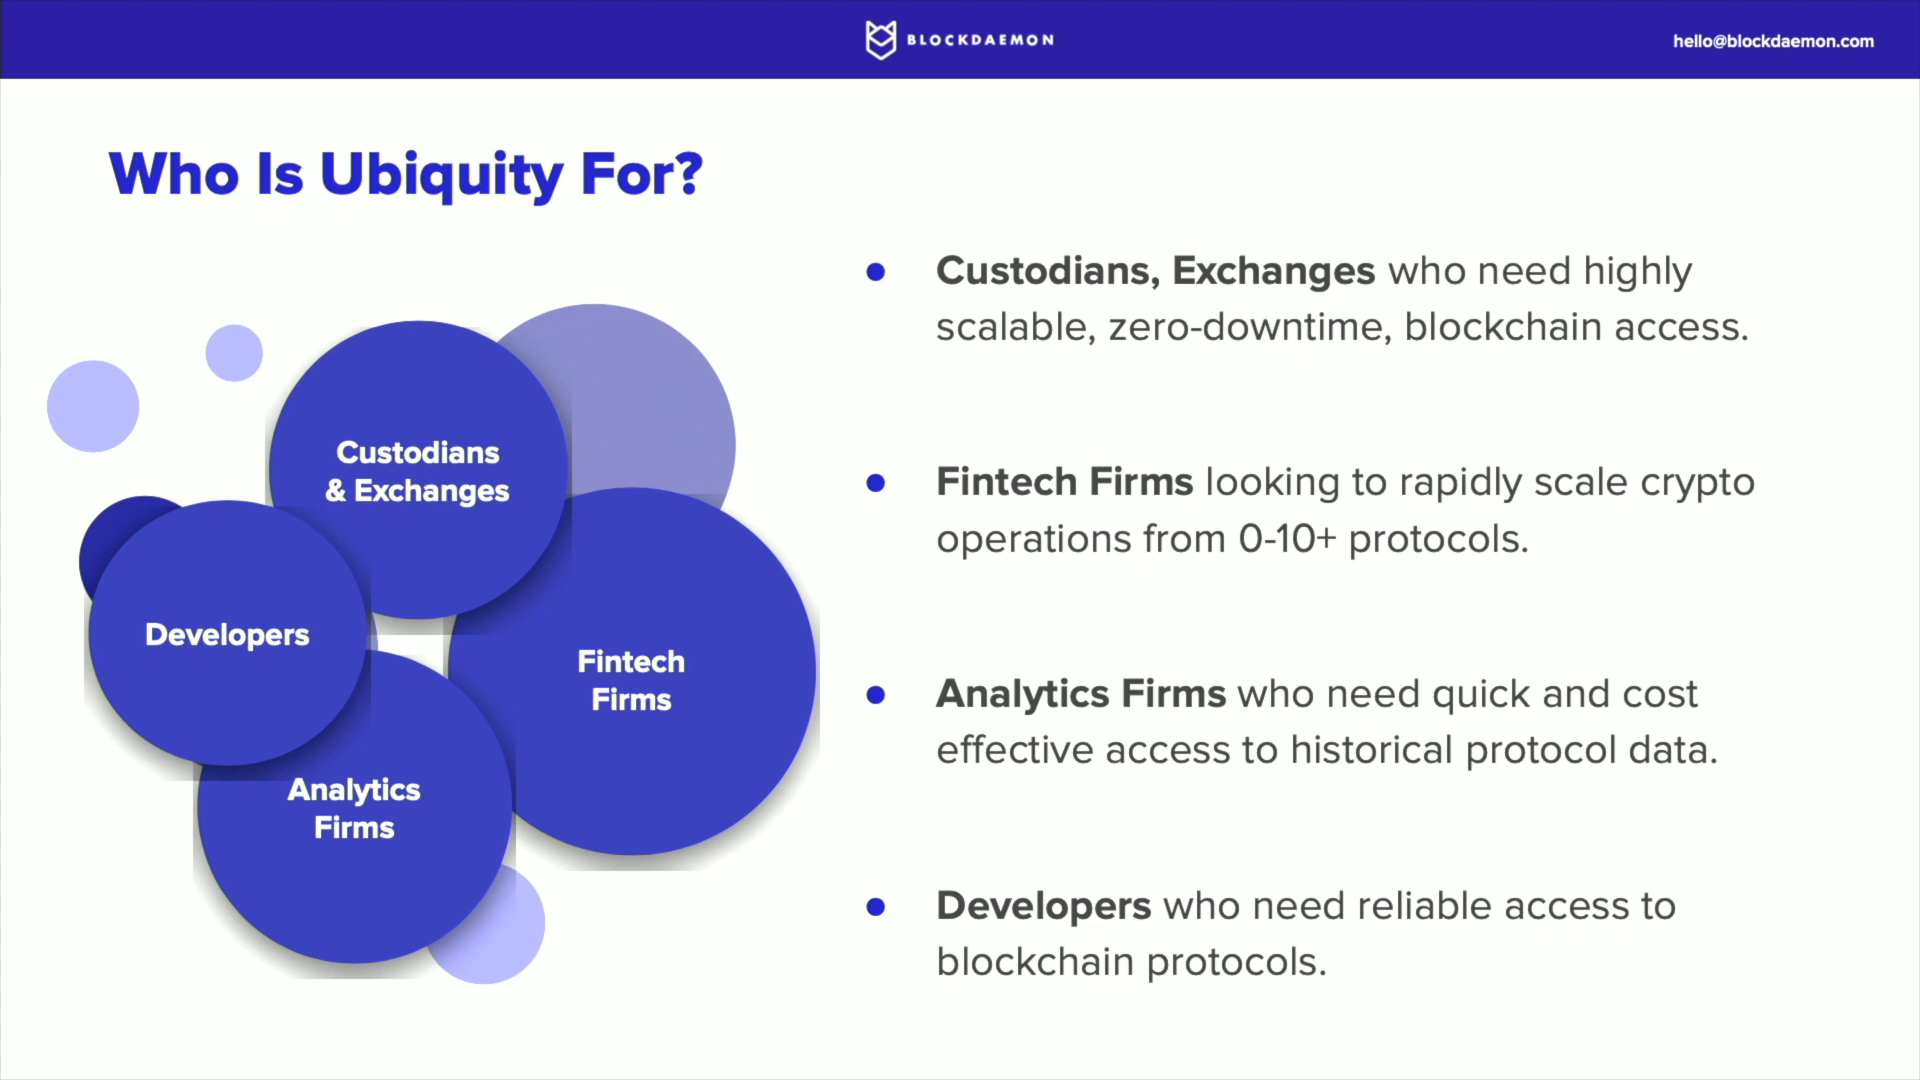 BLOCKDAEMON
hello@blockdaemon.com
Who Is Ubiquity For?
Custodians
& Exchanges
Developers
Fintech
Firms
Analytics
Firms
● Custodians, Exchanges who need highly
scalable, zero-downtime, blockchain access.
● Fintech Firms looking to rapidly scale crypto
operations from 0-10+ protocols.
● Analytics Firms who need quick and cost
effective access to historical protocol data.
● Developers who need reliable access to
blockchain protocols.